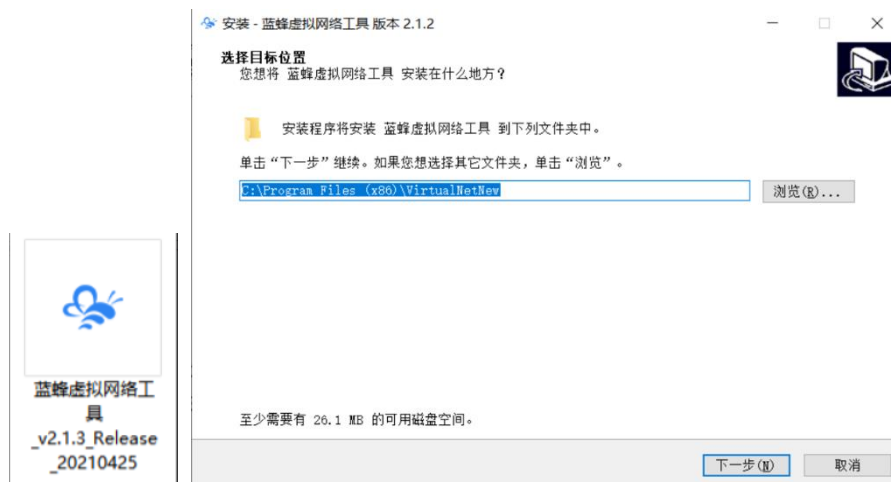 安装 - 蓝蜂虚拟网络工具 版本 2.1.2
选择目标位置
您想将 蓝蜂虚拟网络工具 安装在什么地方？
安装程序将安装 蓝蜂虚拟网络工具 到下列文件夹中。
单击“下一步”继续。如果您想选择其它文件夹，单击“浏览”。
C:\Program Files (x86)\VirtualNetNew
浏览(R)...
至少需要有 26.1 MB 的可用磁盘空间。
下一步(N)
取消
蓝蜂虚拟网络工
具
_v2.1.3_Release
_20210425